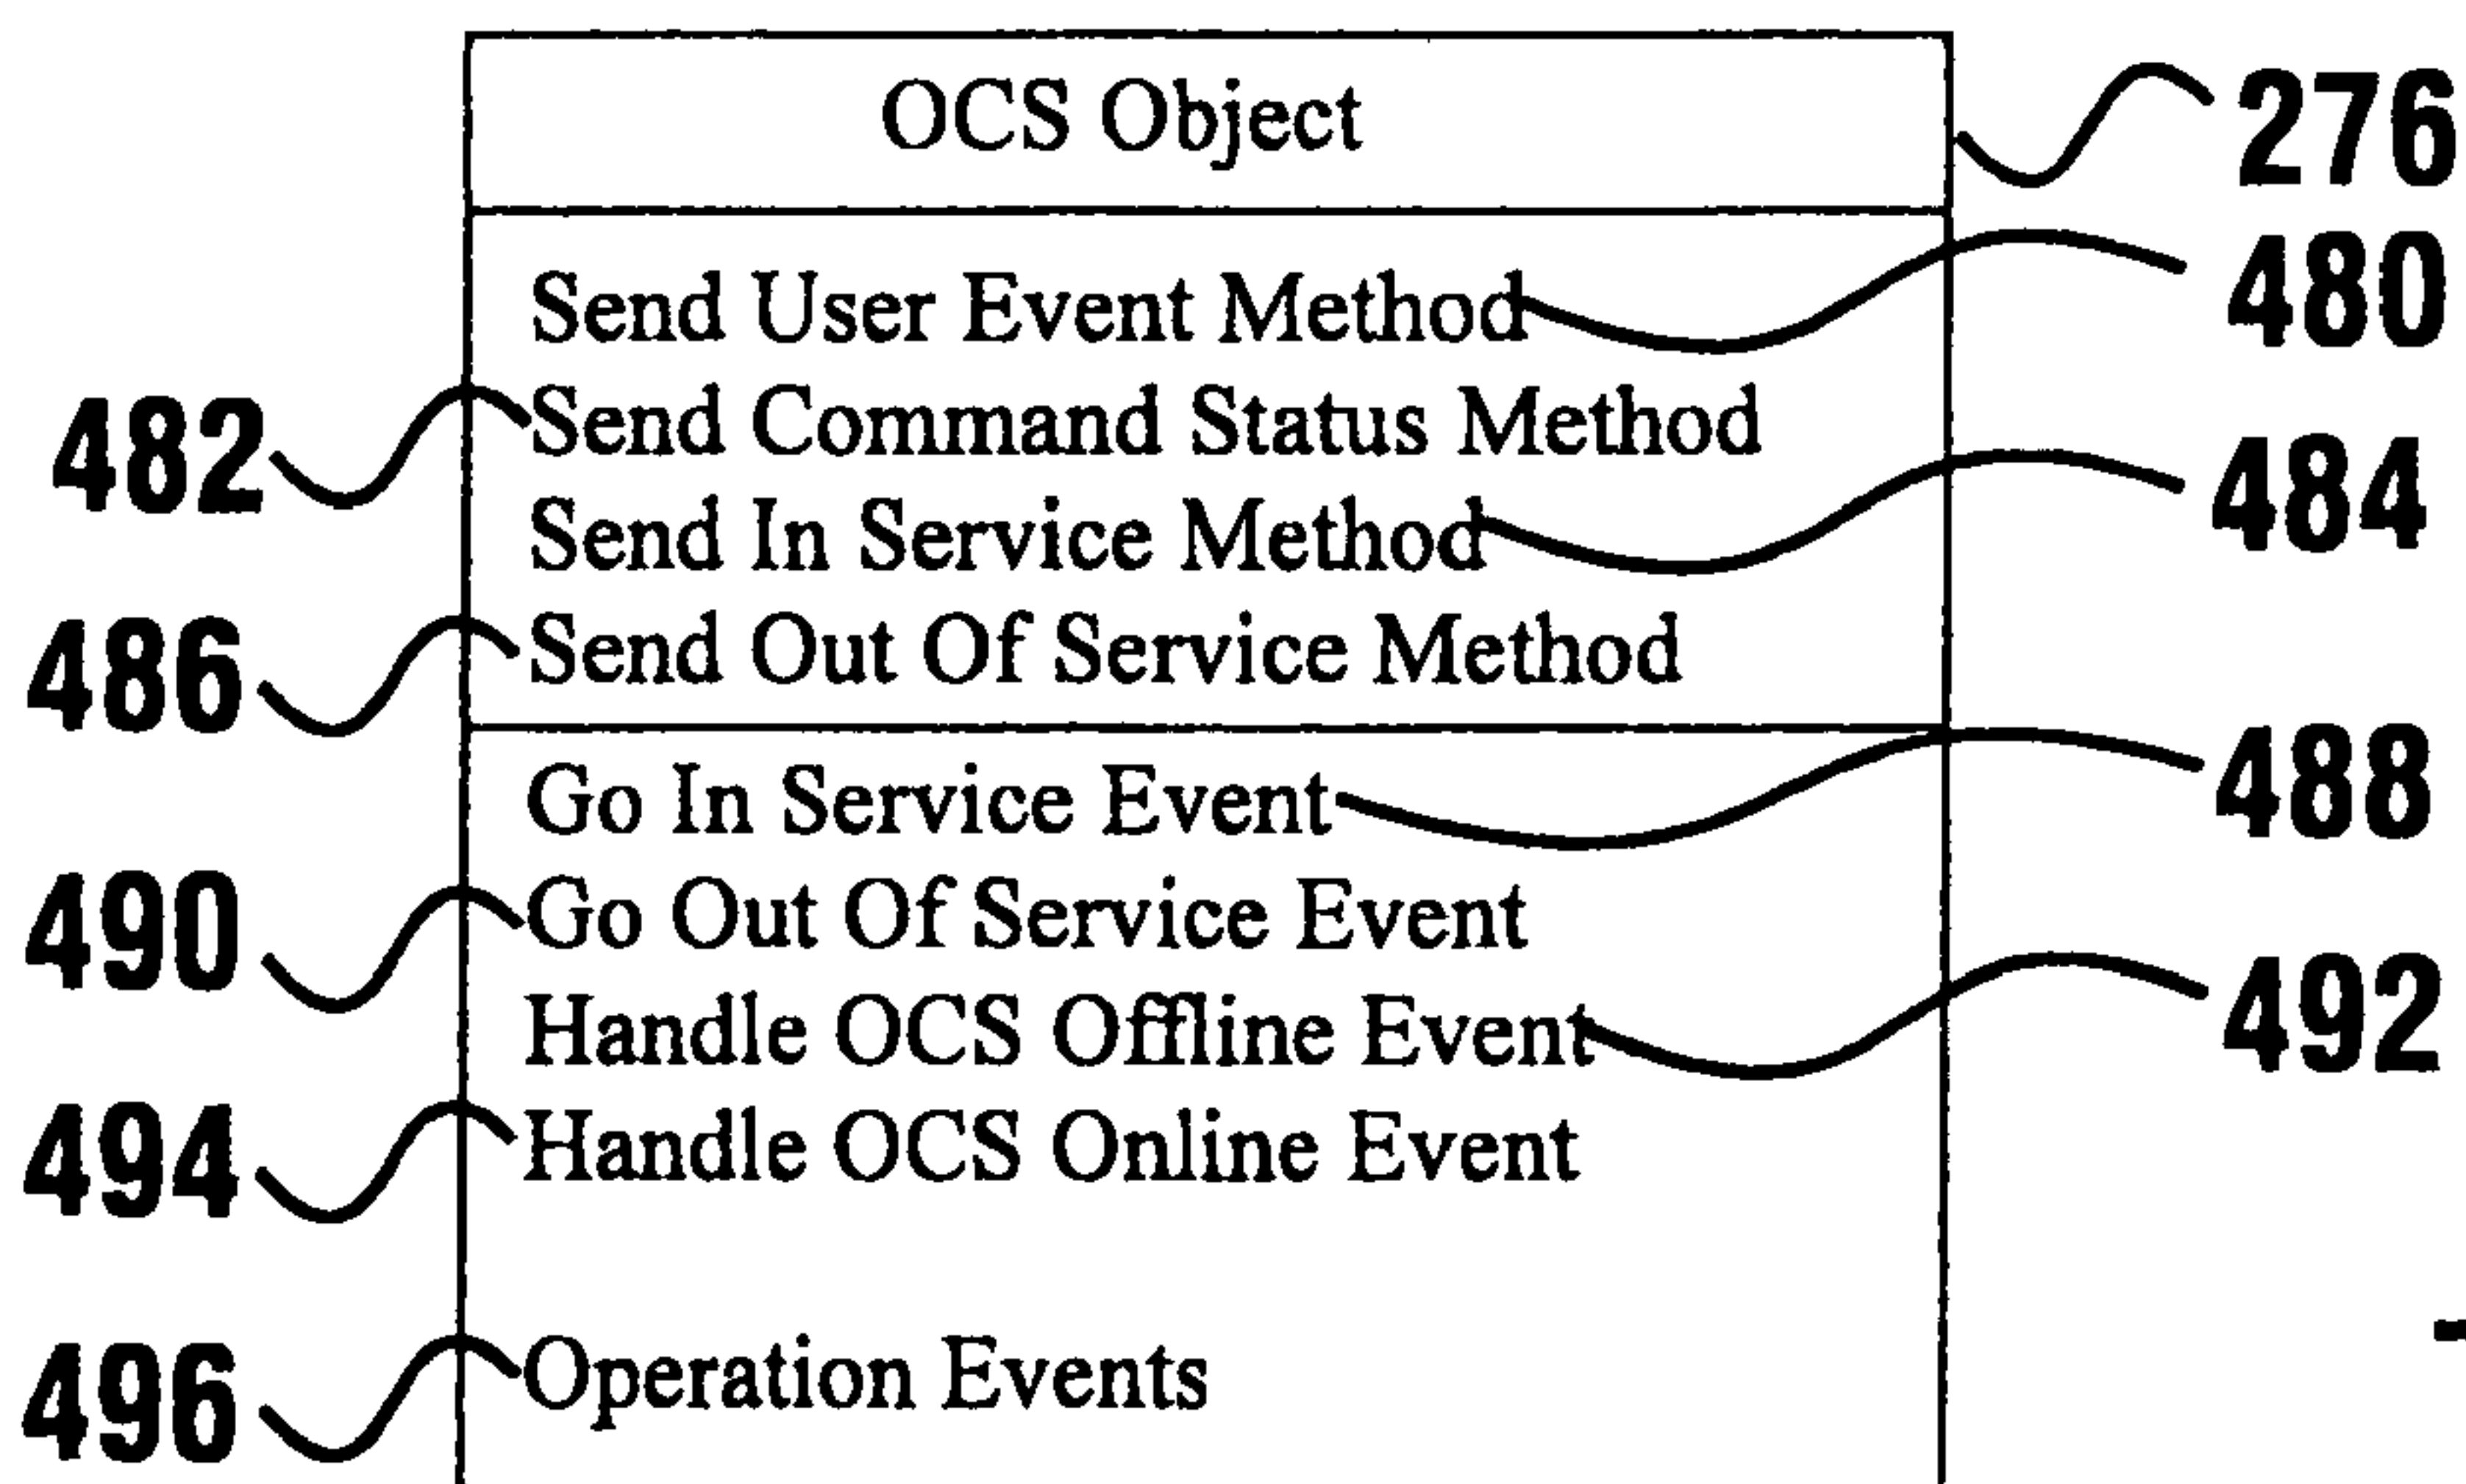 OCS Object 276
Send User Event Method 480
482 Send Command Status Method
Send In Service Method 484
486 Send Out Of Service Method
Go In Service Event 488
490 Go Out Of Service Event
Handle OCS Offline Event 492
494 Handle OCS Online Event
496 Operation Events